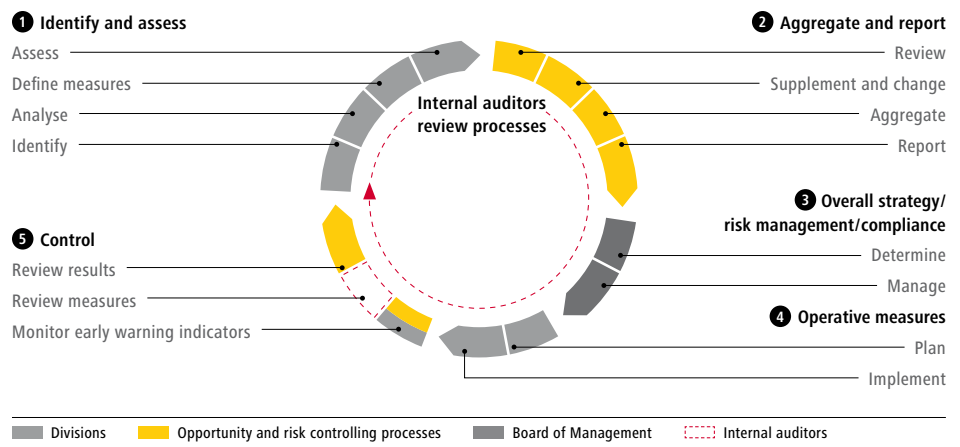 1 Identify and assess
Assess
Define measures
Analyse
Identify
2 Aggregate and report
Review
Supplement and change
Aggregate
Report
Internal auditors
review processes
3 Overall strategy/
risk management/compliance
Determine
Manage
4 Operative measures
Plan
Implement
5 Control
Review results
Review measures
Monitor early warning indicators
Divisions
Opportunity and risk controlling processes
Board of Management
Internal auditors